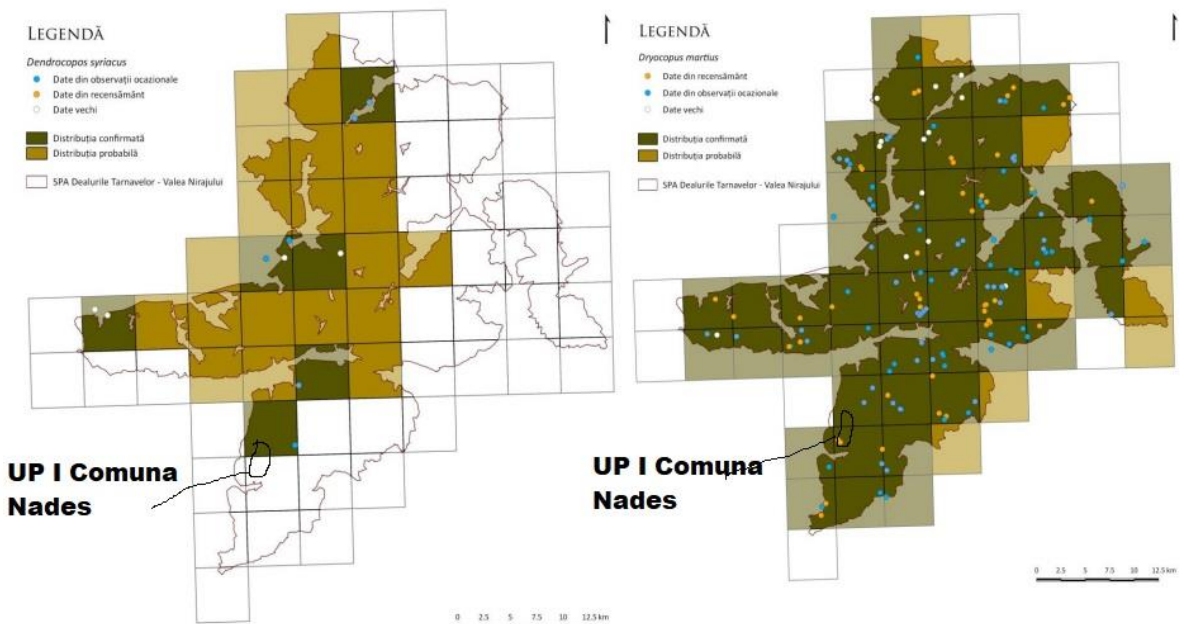 LEGENDĂ
Dendrocopos syriacus
Date din observații ocazionale
Date din recensământ
Date vechi
Distribuția confirmată
Distribuția probabilă
SPA Dealurile Tarnavelor - Valea Nirajului
UP I Comuna
Nades
0 2.5 5 7.5 10 12.5 km
LEGENDĂ
Dryocopus martius
Date din recensământ
Date din observații ocazionale
Date vechi
Distribuția confirmată
Distribuția probabilă
SPA Dealurile Tarnavelor - Valea Nirajului
UP I Comuna
Nades
0 2.5 5 7.5 10 12.5 km